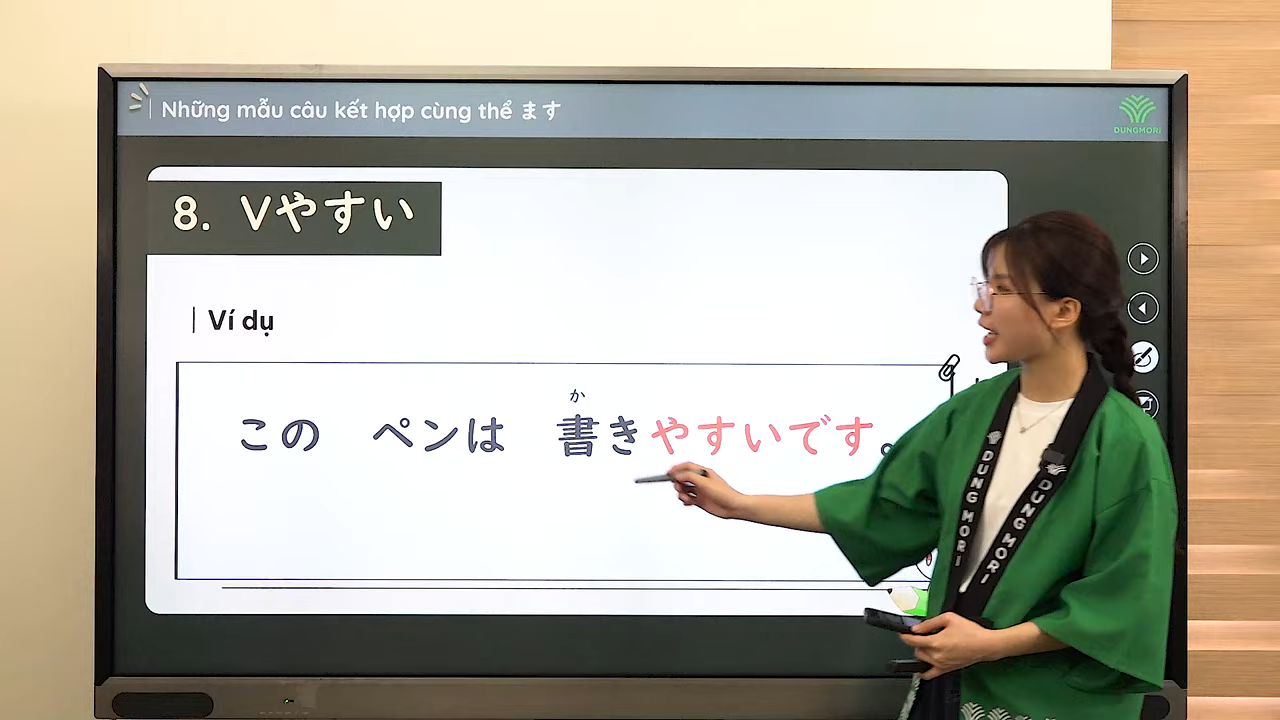 Những mẫu câu kết hợp cùng thể ます
DUNGMORI
8. Vやすい
Ví dụ
か
この ペンは 書きやすいです。
DUNG MORI
DUNG MORI